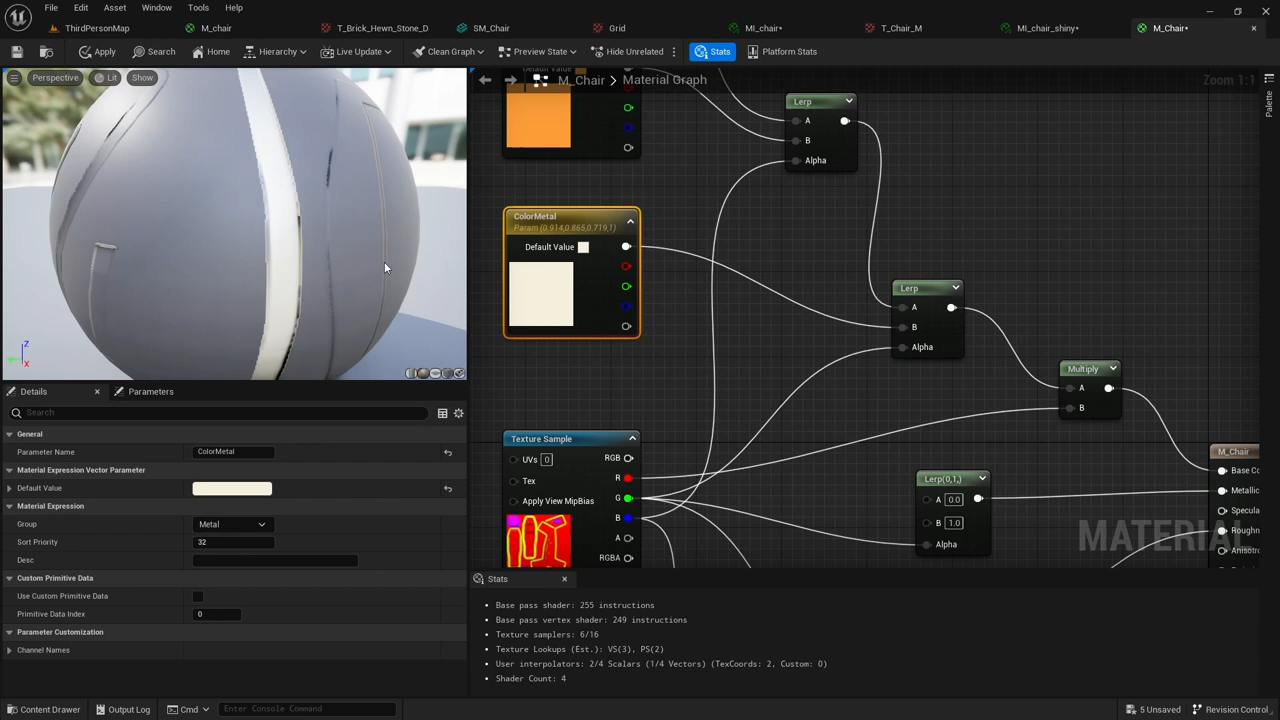 File Edit Asset Window Tools Help
ThirdPersonMap M_chair T_Brick_Hewn_Stone_D SM_Chair Grid MI_chair* T_Chair_M MI_chair_shiny* M_Chair*
Apply Search Home Hierarchy Live Update Clean Graph Preview State Hide Unrelated Stats Platform Stats
Perspective Lit Show
M_Chair > Material Graph
Zoom 1:1
Palette
Default Value
Lerp
A
B
Alpha
ColorMetal
Param (0.914,0.865,0.719,1)
Default Value
Lerp
A
B
Alpha
Multiply
A
B
Texture Sample
UVs 0 RGB
Tex R
Apply View MipBias G
B
A
RGBA
Lerp(0,1,)
A 0.0
B 1.0
Alpha
M_Chair
Base Co
Metallic
Specula
Roughn
Anisotro
MATERIAL
Z
X
Details Parameters
Search
General
Parameter Name ColorMetal
Material Expression Vector Parameter
Default Value
Material Expression
Group Metal
Sort Priority 32
Desc
Custom Primitive Data
Use Custom Primitive Data
Primitive Data Index 0
Parameter Customization
Channel Names
Stats
Base pass shader: 255 instructions
Base pass vertex shader: 249 instructions
Texture samplers: 6/16
Texture Lookups (Est.): VS(3), PS(2)
User interpolators: 2/4 Scalars (1/4 Vectors) (TexCoords: 2, Custom: 0)
Shader Count: 4
Content Drawer Output Log Cmd Enter Console Command 5 Unsaved Revision Control